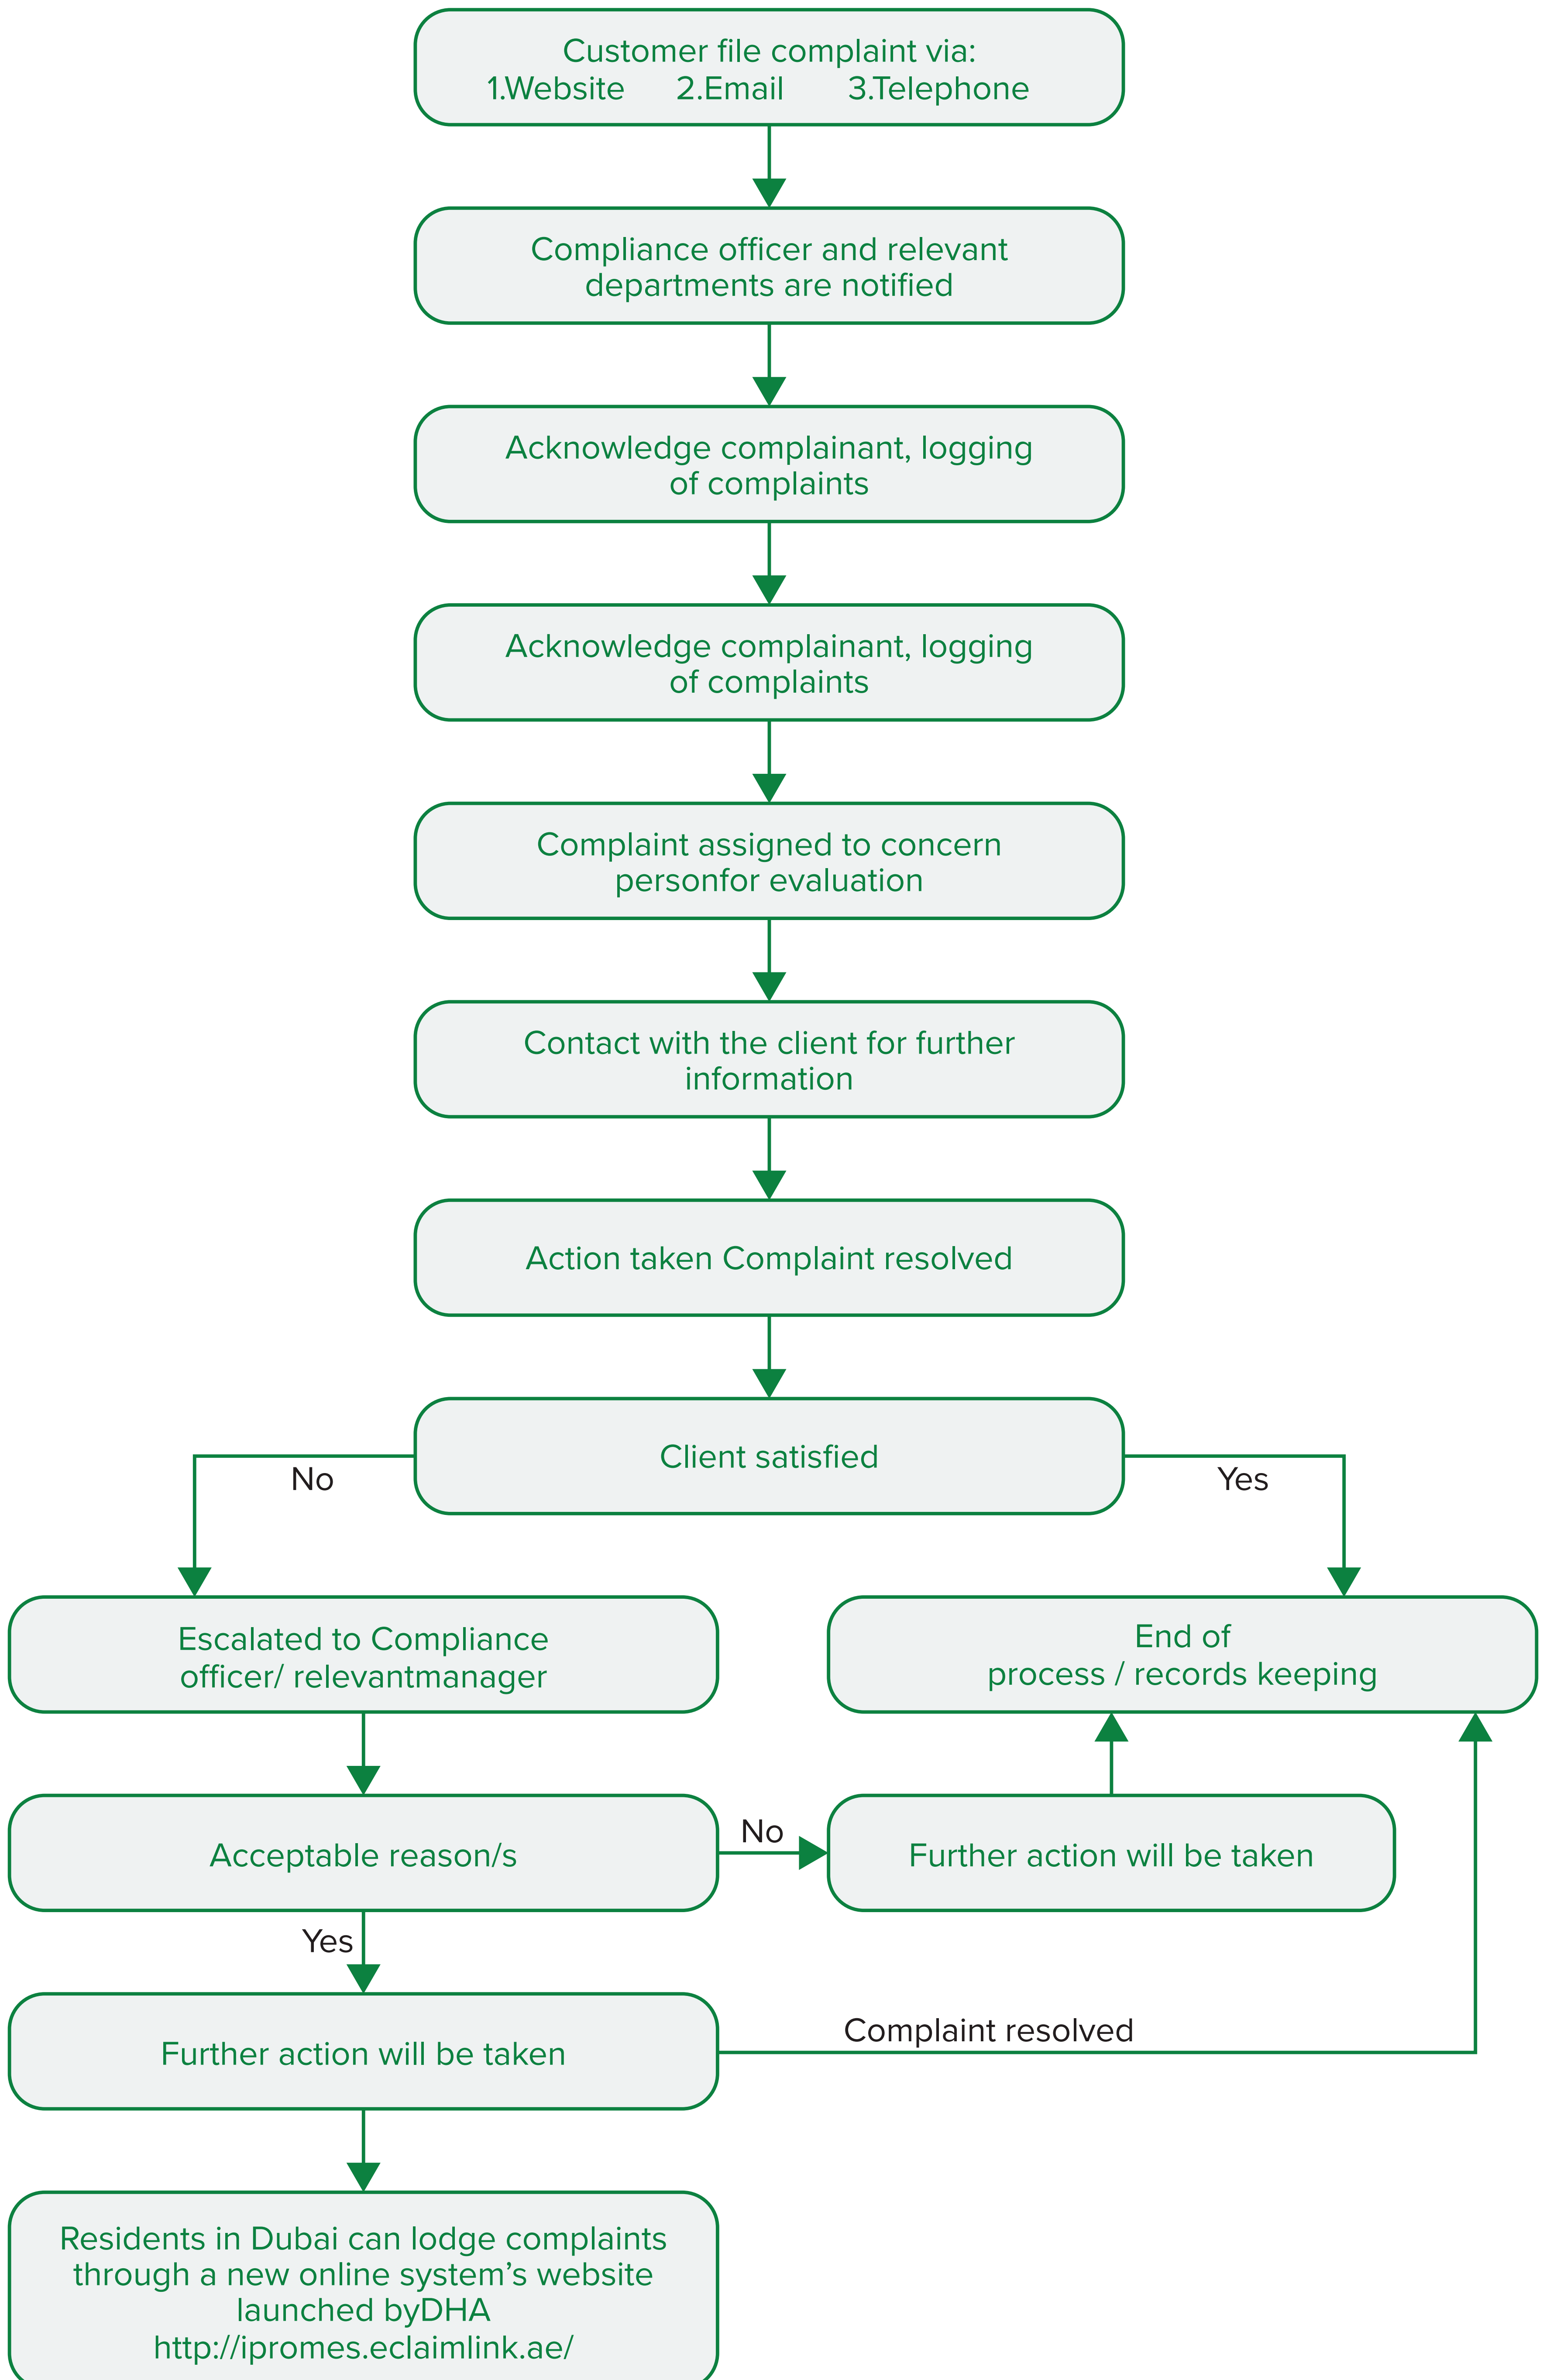 Customer file complaint via:
1.Website 2.Email 3.Telephone
Compliance officer and relevant
departments are notified
Acknowledge complainant, logging
of complaints
Acknowledge complainant, logging
of complaints
Complaint assigned to concern
personfor evaluation
Contact with the client for further
information
Action taken Complaint resolved
Client satisfied
No
Yes
Escalated to Compliance
officer/ relevantmanager
End of
process / records keeping
Acceptable reason/s
No
Further action will be taken
Yes
Further action will be taken
Complaint resolved
Residents in Dubai can lodge complaints
through a new online system’s website
launched byDHA
http://ipromes.eclaimlink.ae/